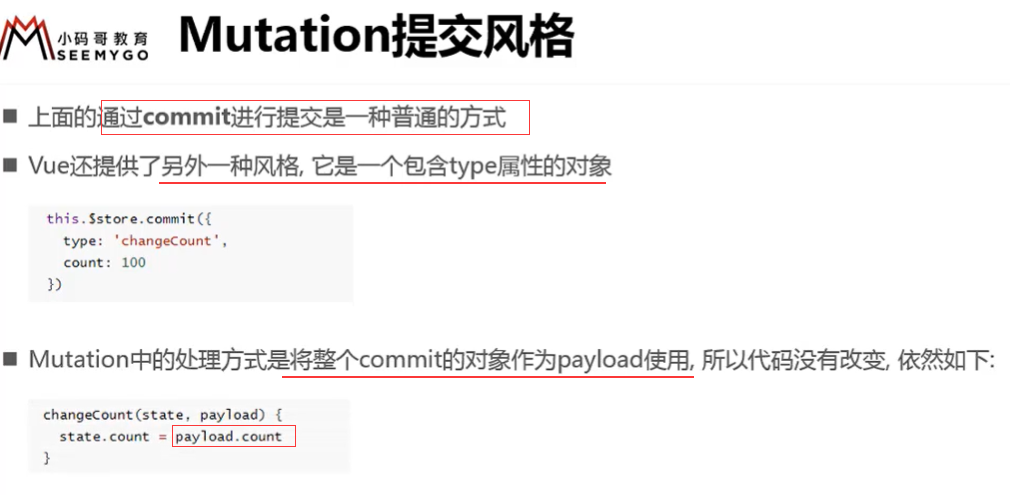 小码哥教育
SEEMYGO
Mutation提交风格
■ 上面的通过commit进行提交是一种普通的方式
■ Vue还提供了另外一种风格, 它是一个包含type属性的对象
this.$store.commit({
  type: 'changeCount',
  count: 100
})
■ Mutation中的处理方式是将整个commit的对象作为payload使用, 所以代码没有改变, 依然如下:
changeCount(state, payload) {
  state.count = payload.count
}